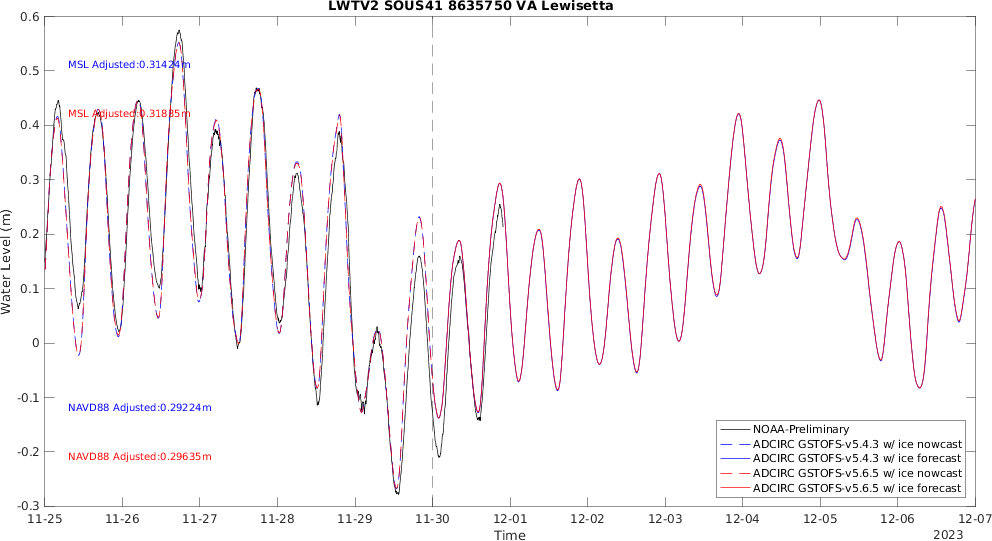 LWTV2 SOUS41 8635750 VA Lewisetta
0.6
0.5
0.4
0.3
0.2
0.1
0
-0.1
-0.2
-0.3
Water Level (m)
MSL Adjusted:0.31424m
MSL Adjusted:0.31835m
NAVD88 Adjusted:0.29224m
NAVD88 Adjusted:0.29635m
NOAA-Preliminary
ADCIRC GSTOFS-v5.4.3 w/ ice nowcast
ADCIRC GSTOFS-v5.4.3 w/ ice forecast
ADCIRC GSTOFS-v5.6.5 w/ ice nowcast
ADCIRC GSTOFS-v5.6.5 w/ ice forecast
11-25 11-26 11-27 11-28 11-29 11-30 12-01 12-02 12-03 12-04 12-05 12-06 12-07
Time
2023